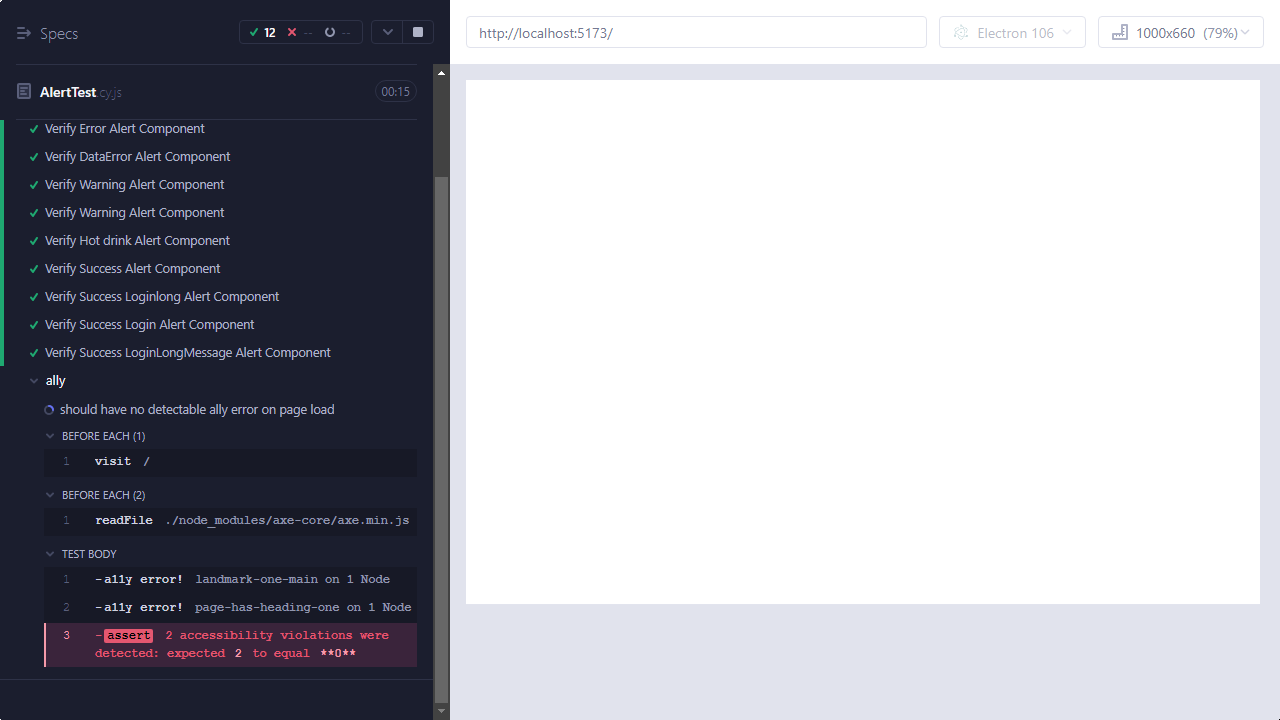 Specs
12 -- --
AlertTest.cy.js
00:15
Verify Error Alert Component
Verify DataError Alert Component
Verify Warning Alert Component
Verify Warning Alert Component
Verify Hot drink Alert Component
Verify Success Alert Component
Verify Success Loginlong Alert Component
Verify Success Login Alert Component
Verify Success LoginLongMessage Alert Component
ally
should have no detectable ally error on page load
BEFORE EACH (1)
1 visit /
BEFORE EACH (2)
1 readFile ./node_modules/axe-core/axe.min.js
TEST BODY
1 -a11y error! landmark-one-main on 1 Node
2 -a11y error! page-has-heading-one on 1 Node
3 -assert 2 accessibility violations were
detected: expected 2 to equal **0**
http://localhost:5173/
Electron 106
1000x660 (79%)